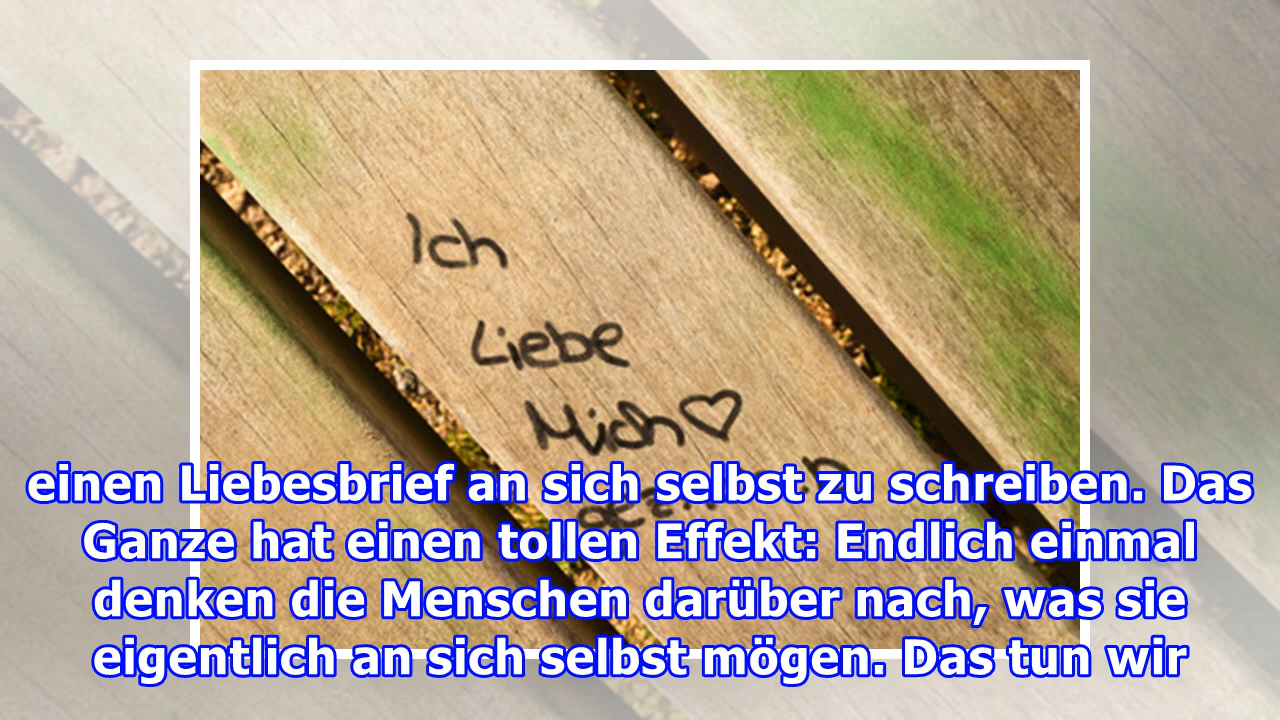 Ich
Liebe
Mich
einen Liebesbrief an sich selbst zu schreiben. Das
Ganze hat einen tollen Effekt: Endlich einmal
denken die Menschen darüber nach, was sie
eigentlich an sich selbst mögen. Das tun wir